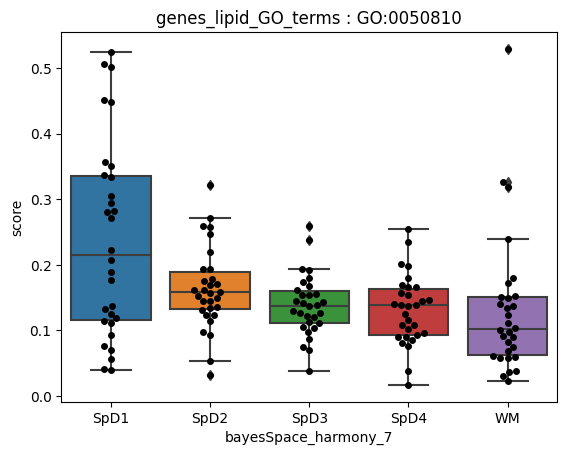 genes_lipid_GO_terms : GO:0050810
score
0.5
0.4
0.3
0.2
0.1
0.0
SpD1 SpD2 SpD3 SpD4 WM
bayesSpace_harmony_7